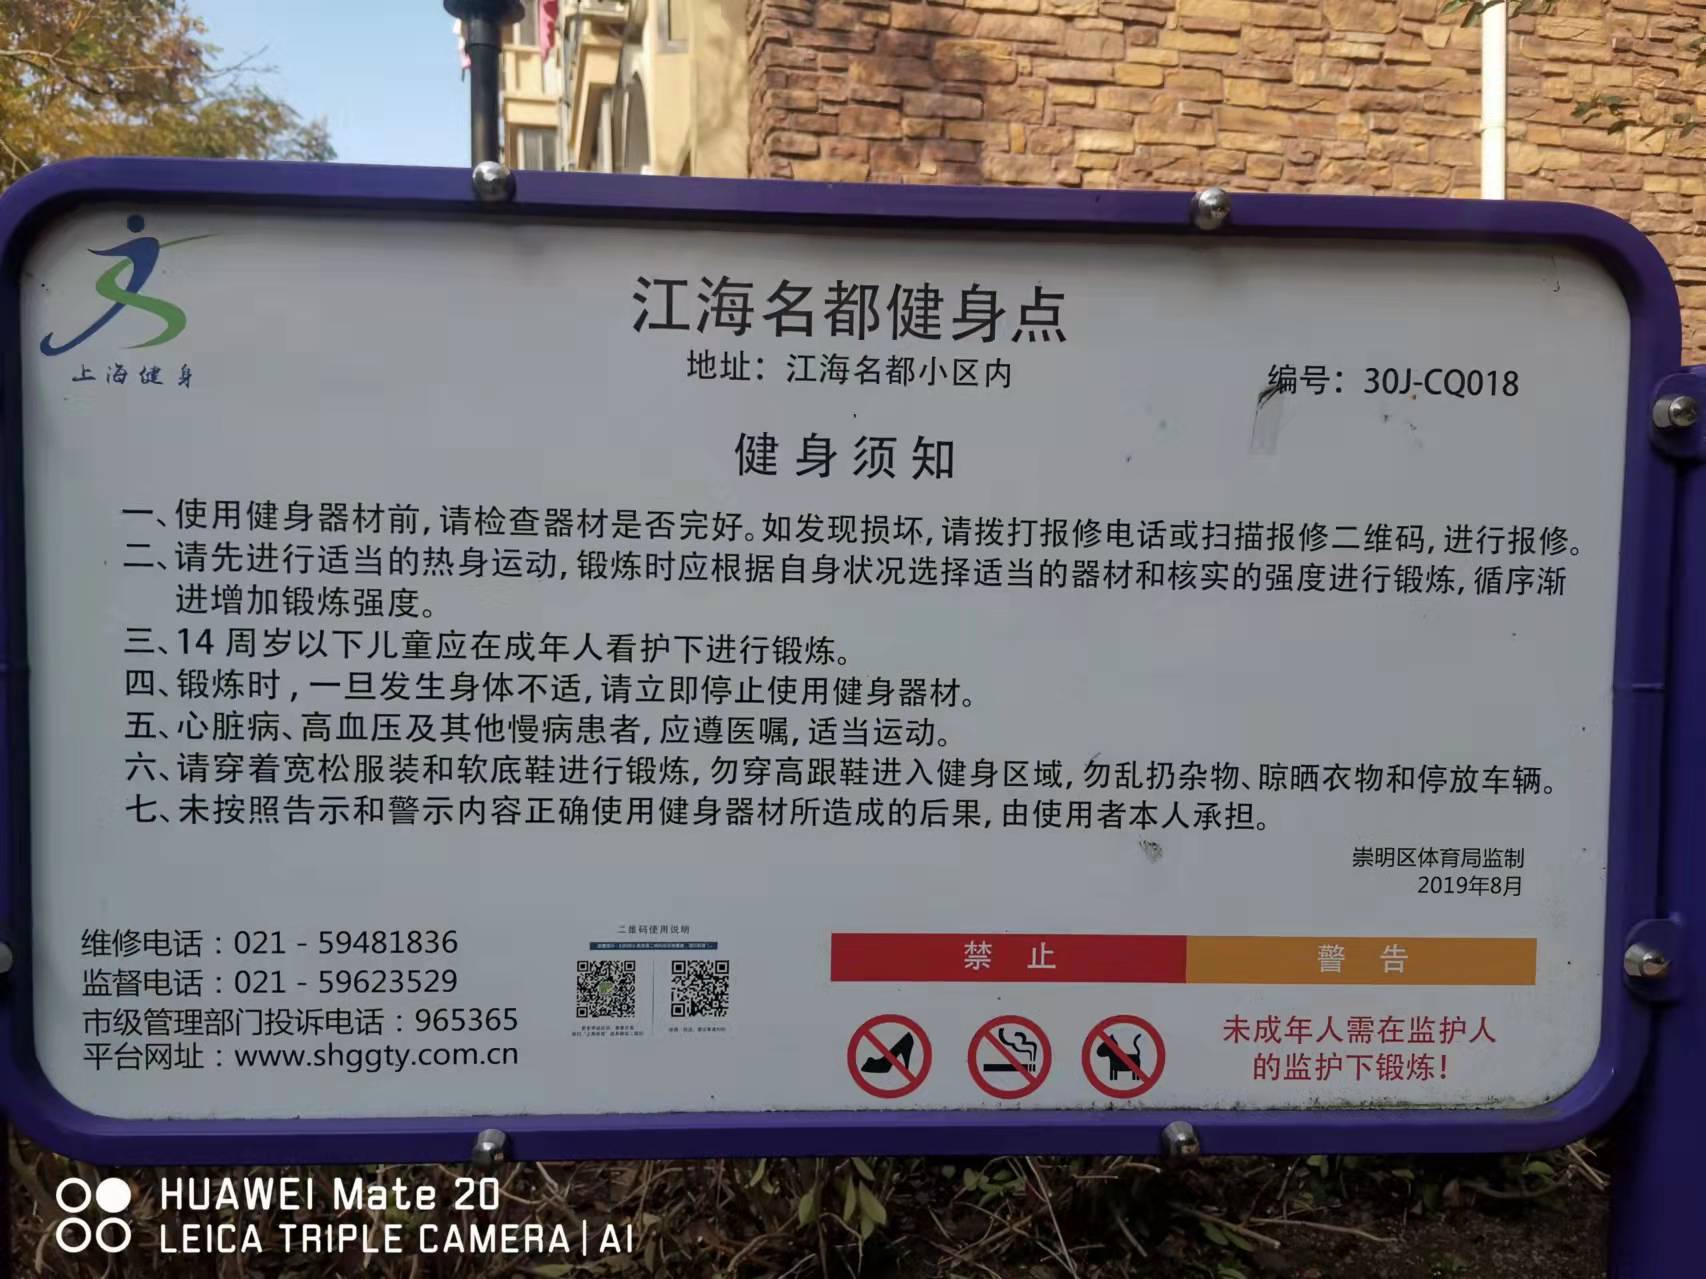 上海健身
江海名都健身点
地址：江海名都小区内
编号：30J-CQ018
健身须知
一、使用健身器材前，请检查器材是否完好。如发现损坏，请拨打报修电话或扫描报修二维码，进行报修。
二、请先进行适当的热身运动，锻炼时应根据自身状况选择适当的器材和核实的强度进行锻炼，循序渐
进增加锻炼强度。
三、14 周岁以下儿童应在成年人看护下进行锻炼。
四、锻炼时，一旦发生身体不适，请立即停止使用健身器材。
五、心脏病、高血压及其他慢病患者，应遵医嘱，适当运动。
六、请穿着宽松服装和软底鞋进行锻炼，勿穿高跟鞋进入健身区域，勿乱扔杂物、晾晒衣物和停放车辆。
七、未按照告示和警示内容正确使用健身器材所造成的后果，由使用者本人承担。
崇明区体育局监制
2019年8月
维修电话：021 - 59481836
监督电话：021 - 59623529
市级管理部门投诉电话：965365
平台网址：www.shggty.com.cn
二维码使用说明
禁 止
警 告
未成年人需在监护人
的监护下锻炼！
HUAWEI Mate 20
LEICA TRIPLE CAMERA | AI